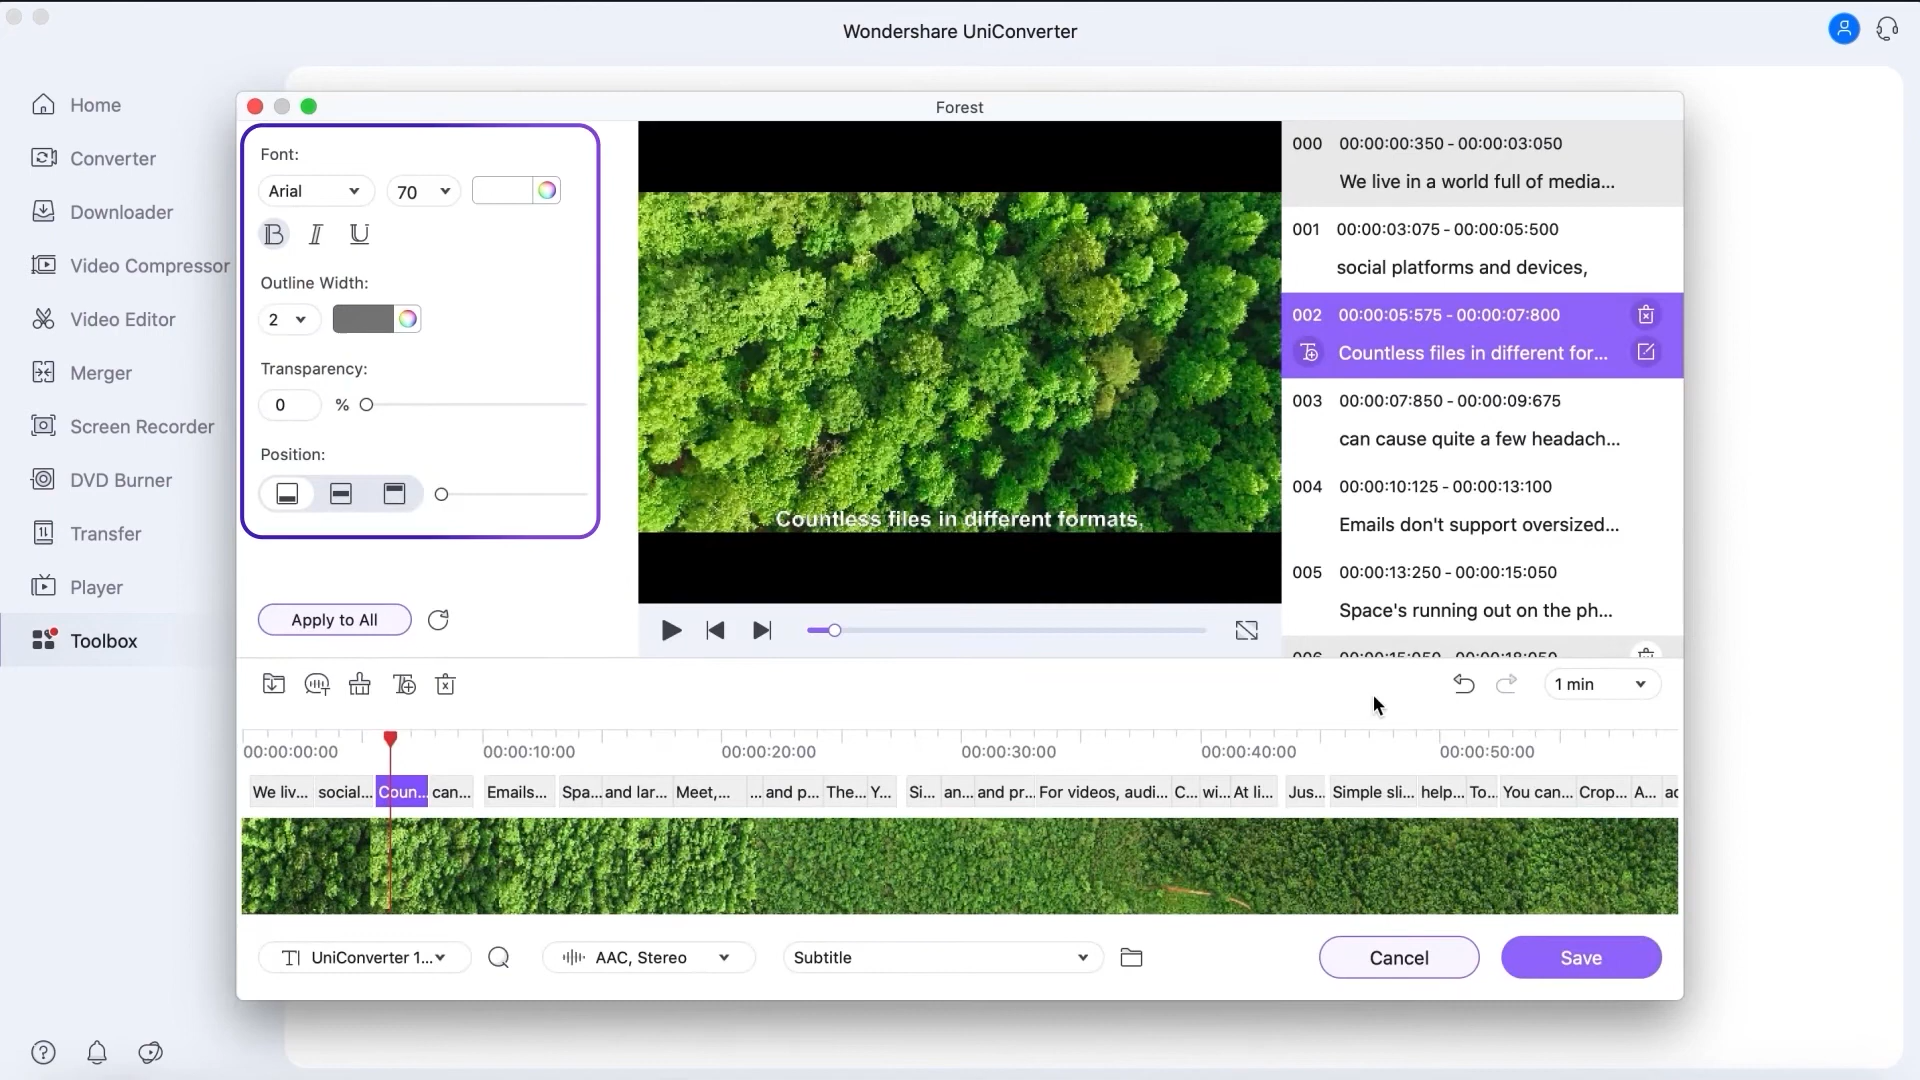 Wondershare UniConverter
Home
Converter
Downloader
Video Compressor
Video Editor
Merger
Screen Recorder
DVD Burner
Transfer
Player
Toolbox
Forest
Font:
Arial
70
B I U
Outline Width:
2
Transparency:
0 %
Position:
Apply to All
Countless files in different formats,
000 00:00:00:350 - 00:00:03:050
We live in a world full of media...
001 00:00:03:075 - 00:00:05:500
social platforms and devices,
002 00:00:05:575 - 00:00:07:800
Countless files in different for...
003 00:00:07:850 - 00:00:09:675
can cause quite a few headach...
004 00:00:10:125 - 00:00:13:100
Emails don't support oversized...
005 00:00:13:250 - 00:00:15:050
Space's running out on the ph...
006 00:00:15:050 - 00:00:18:050
1 min
00:00:00:00 00:00:10:00 00:00:20:00 00:00:30:00 00:00:40:00 00:00:50:00
We liv... social... Coun... can... Emails... Spa... and lar... Meet,... ... and p... The... Y... Si... an... and pr... For videos, audi... C... wi... At li... Jus... Simple sli... help... To... You can... Crop... A...
UniConverter 1...
AAC, Stereo
Subtitle
Cancel
Save